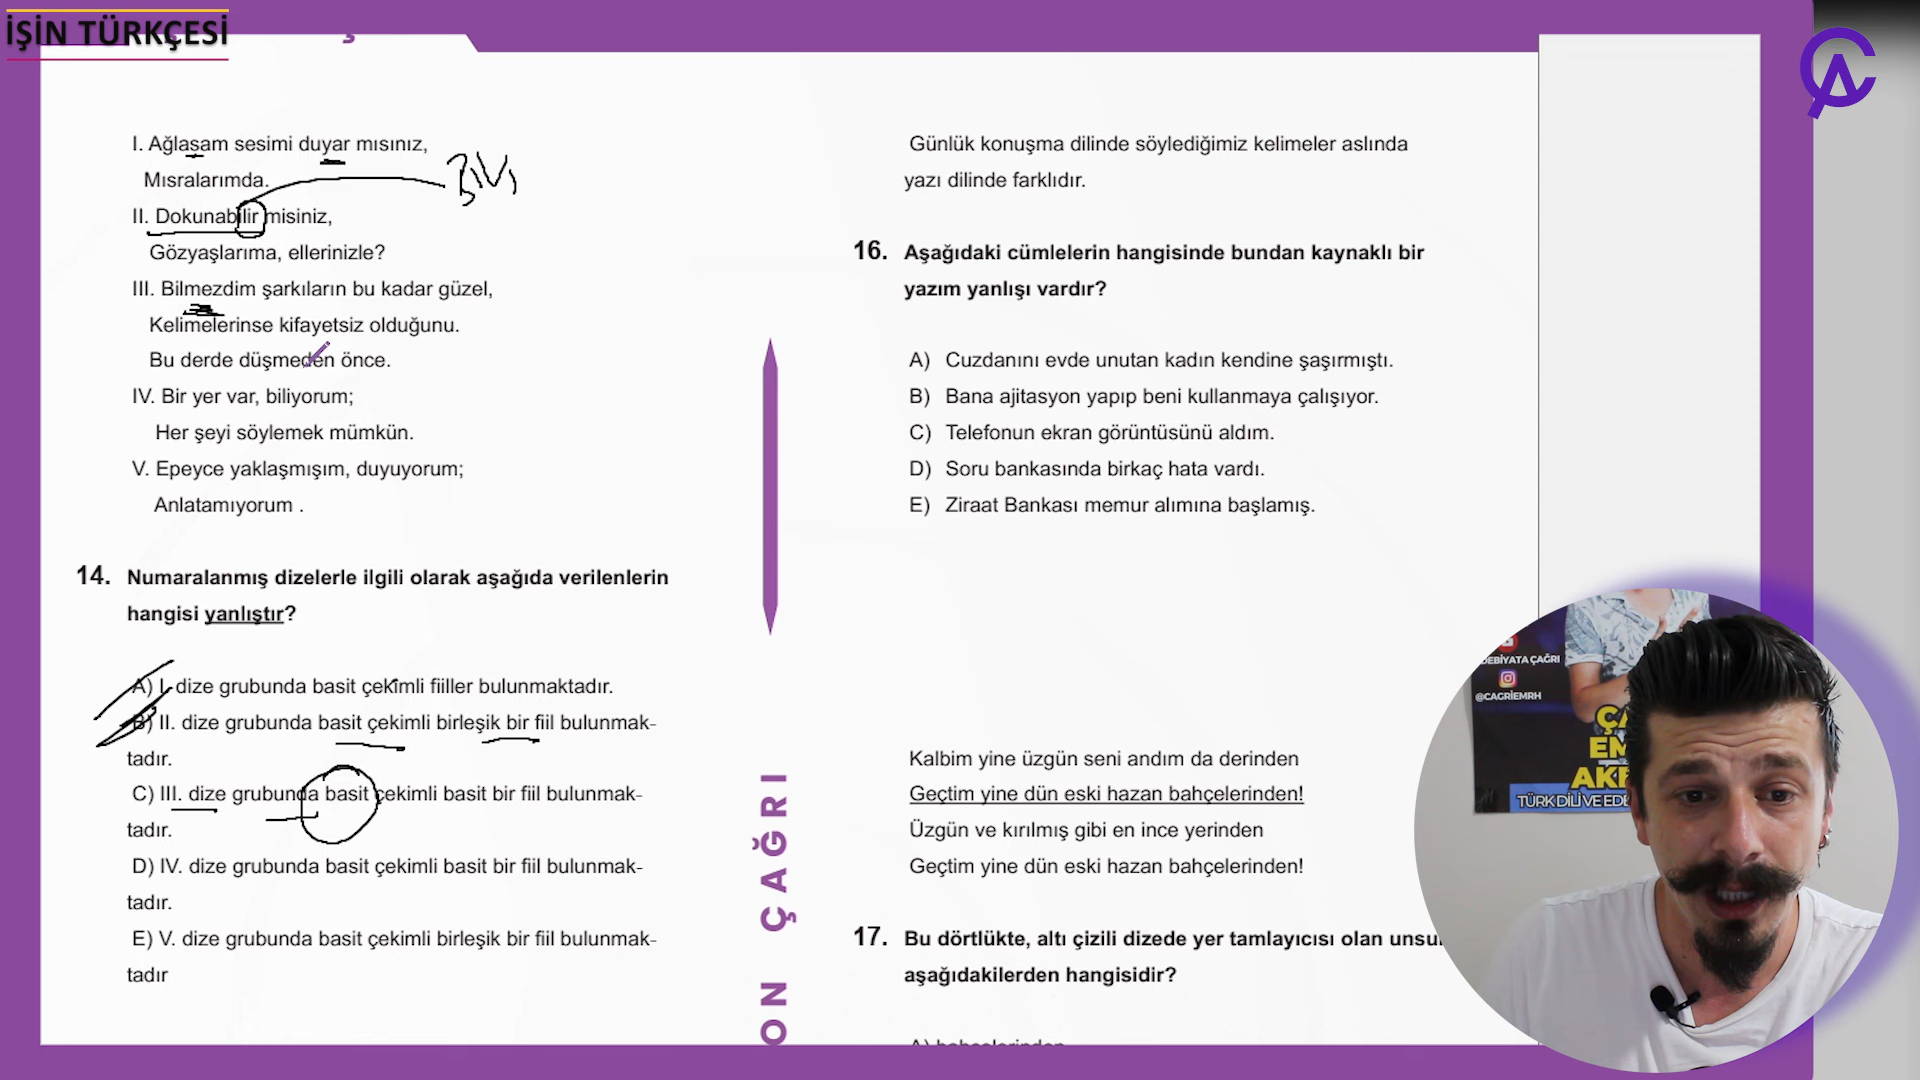 İŞİN TÜRKÇESİ
I. Ağlasam sesimi duyar mısınız,
Mısralarımda.
BİV,
II. Dokunabilir misiniz,
Gözyaşlarıma, ellerinizle?
III. Bilmezdim şarkıların bu kadar güzel,
Kelimelerinse kifayetsiz olduğunu.
Bu derde düşmeden önce.
IV. Bir yer var, biliyorum;
Her şeyi söylemek mümkün.
V. Epeyce yaklaşmışım, duyuyorum;
Anlatamıyorum .
14. Numaralanmış dizelerle ilgili olarak aşağıda verilenlerin
hangisi yanlıştır?
A) I. dize grubunda basit çekimli fiiller bulunmaktadır.
B) II. dize grubunda basit çekimli birleşik bir fiil bulunmak-
tadır.
C) III. dize grubunda basit çekimli basit bir fiil bulunmak-
tadır.
D) IV. dize grubunda basit çekimli basit bir fiil bulunmak-
tadır.
E) V. dize grubunda basit çekimli birleşik bir fiil bulunmak-
tadır
ON ÇAĞRI
Günlük konuşma dilinde söylediğimiz kelimeler aslında
yazı dilinde farklıdır.
16. Aşağıdaki cümlelerin hangisinde bundan kaynaklı bir
yazım yanlışı vardır?
A) Cuzdanını evde unutan kadın kendine şaşırmıştı.
B) Bana ajitasyon yapıp beni kullanmaya çalışıyor.
C) Telefonun ekran görüntüsünü aldım.
D) Soru bankasında birkaç hata vardı.
E) Ziraat Bankası memur alımına başlamış.
Kalbim yine üzgün seni andım da derinden
Geçtim yine dün eski hazan bahçelerinden!
Üzgün ve kırılmış gibi en ince yerinden
Geçtim yine dün eski hazan bahçelerinden!
17. Bu dörtlükte, altı çizili dizede yer tamlayıcısı olan unsu
aşağıdakilerden hangisidir?
EBİYATA ÇAĞRI
@CAGRIEMRH
ÇA
EM
AK
TÜRK DİLİ VE EDE